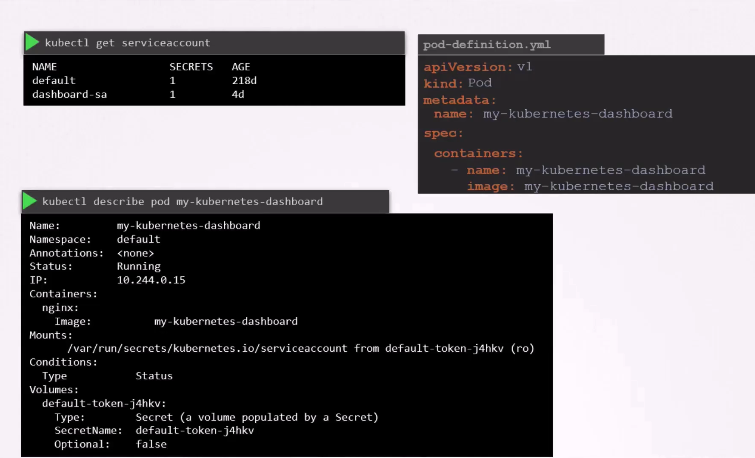 kubectl get serviceaccount
NAME SECRETS AGE
default 1 218d
dashboard-sa 1 4d
pod-definition.yml
apiVersion: v1
kind: Pod
metadata:
name: my-kubernetes-dashboard
spec:
containers:
- name: my-kubernetes-dashboard
image: my-kubernetes-dashboard
kubectl describe pod my-kubernetes-dashboard
Name: my-kubernetes-dashboard
Namespace: default
Annotations: <none>
Status: Running
IP: 10.244.0.15
Containers:
nginx:
Image: my-kubernetes-dashboard
Mounts:
/var/run/secrets/kubernetes.io/serviceaccount from default-token-j4hkv (ro)
Conditions:
Type Status
Volumes:
default-token-j4hkv:
Type: Secret (a volume populated by a Secret)
SecretName: default-token-j4hkv
Optional: false